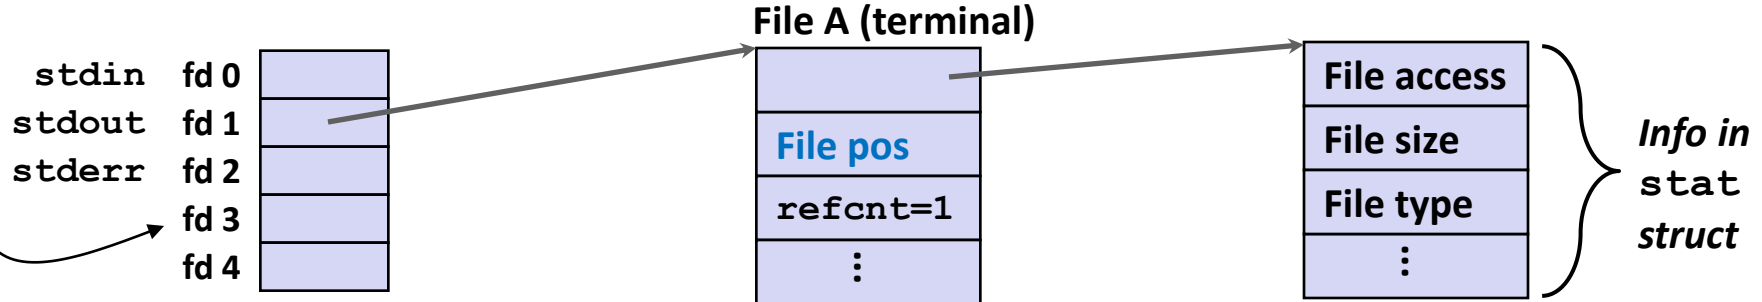 File A (terminal)
stdin fd 0
stdout fd 1
stderr fd 2
fd 3
fd 4
File pos
refcnt=1
⋮
File access
File size
File type
⋮
Info in
stat
struct